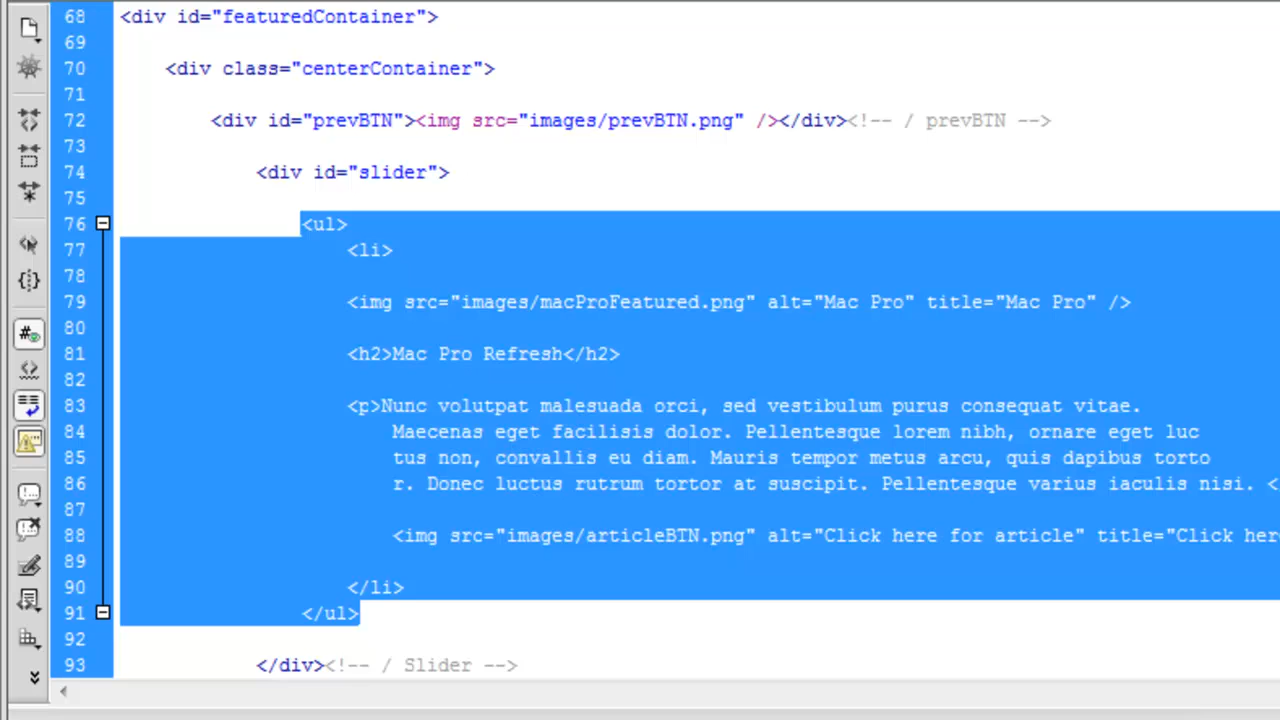 68 <div id="featuredContainer">
69
70 <div class="centerContainer">
71
72 <div id="prevBTN"><img src="images/prevBTN.png" /></div><!-- / prevBTN -->
73
74 <div id="slider">
75
76 <ul>
77 <li>
78
79 <img src="images/macProFeatured.png" alt="Mac Pro" title="Mac Pro" />
80
81 <h2>Mac Pro Refresh</h2>
82
83 <p>Nunc volutpat malesuada orci, sed vestibulum purus consequat vitae.
84 Maecenas eget facilisis dolor. Pellentesque lorem nibh, ornare eget luc
85 tus non, convallis eu diam. Mauris tempor metus arcu, quis dapibus torto
86 r. Donec luctus rutrum tortor at suscipit. Pellentesque varius iaculis nisi. <
87
88 <img src="images/articleBTN.png" alt="Click here for article" title="Click her
89
90 </li>
91 </ul>
92
93 </div><!-- / Slider -->